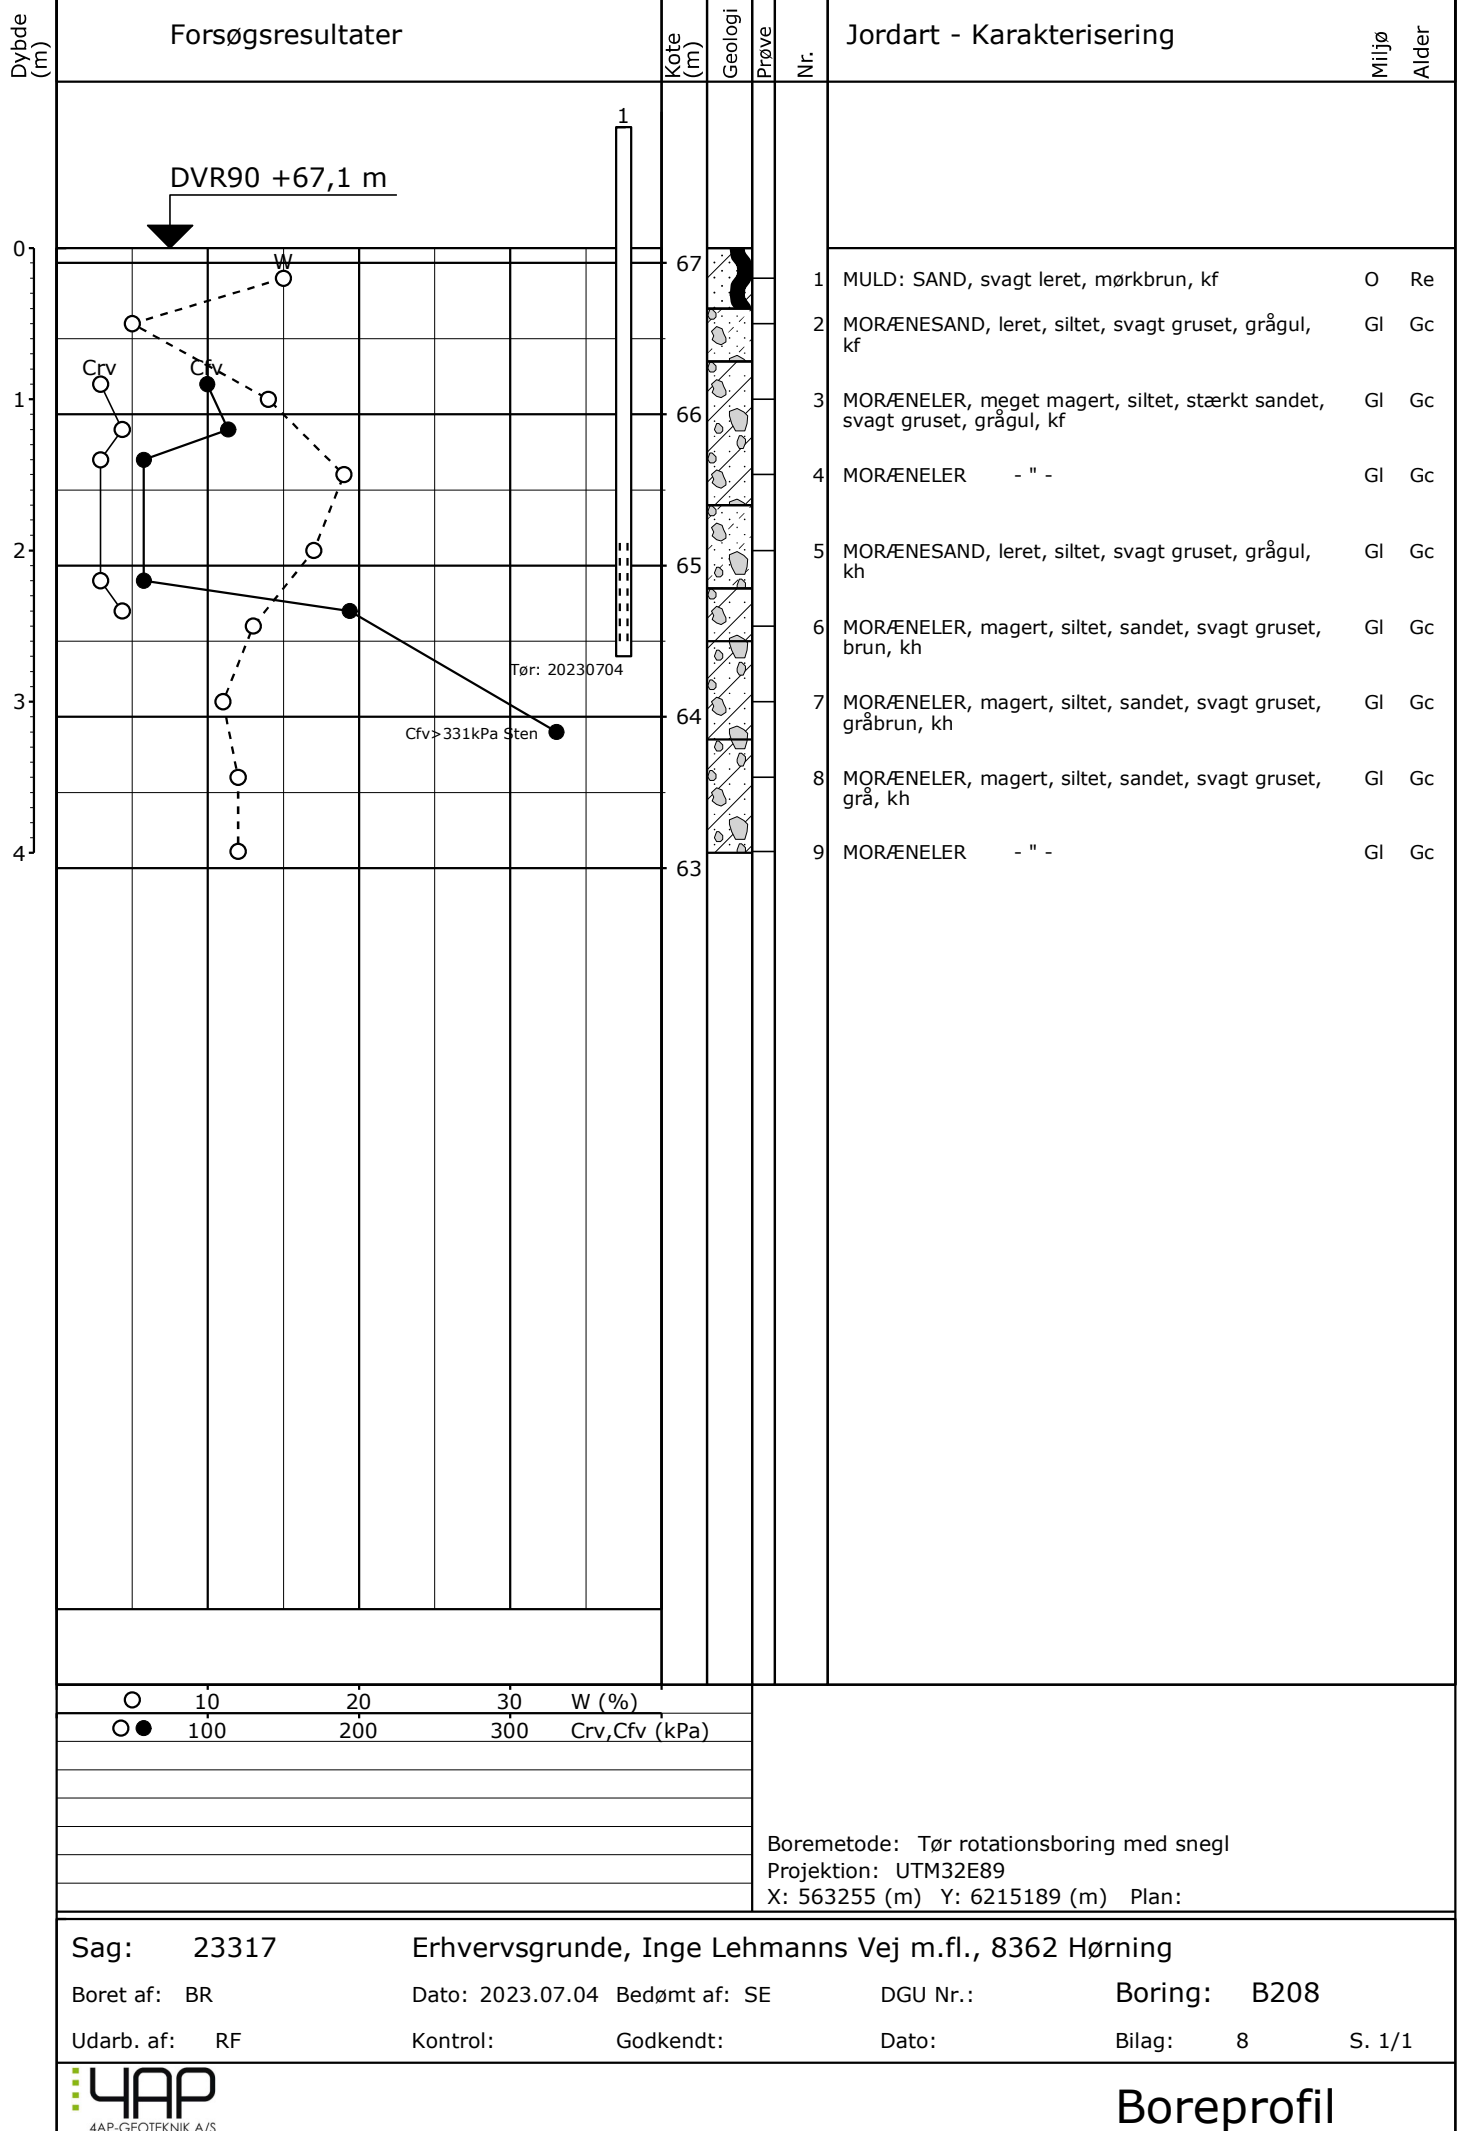 Dybde
(m)
Forsøgsresultater
Kote
(m)
Geologi
Prøve
Nr.
Jordart - Karakterisering
Miljø
Alder
1
DVR90 +67,1 m
0
W
67
1 MULD: SAND, svagt leret, mørkbrun, kf O Re
2 MORÆNESAND, leret, siltet, svagt gruset, grågul, Gl Gc
kf
Crv
Cfv
1
3 MORÆNELER, meget magert, siltet, stærkt sandet, Gl Gc
svagt gruset, grågul, kf
66
4 MORÆNELER - " - Gl Gc
2
5 MORÆNESAND, leret, siltet, svagt gruset, grågul, Gl Gc
kh
65
6 MORÆNELER, magert, siltet, sandet, svagt gruset, Gl Gc
brun, kh
Tør: 20230704
3
7 MORÆNELER, magert, siltet, sandet, svagt gruset, Gl Gc
gråbrun, kh
64
Cfv>331kPa Sten
8 MORÆNELER, magert, siltet, sandet, svagt gruset, Gl Gc
grå, kh
4
9 MORÆNELER - " - Gl Gc
63
10 20 30 W (%)
100 200 300 Crv,Cfv (kPa)
Boremetode: Tør rotationsboring med snegl
Projektion: UTM32E89
X: 563255 (m) Y: 6215189 (m) Plan:
Sag: 23317 Erhvervsgrunde, Inge Lehmanns Vej m.fl., 8362 Hørning
Boret af: BR Dato: 2023.07.04 Bedømt af: SE DGU Nr.: Boring: B208
Udarb. af: RF Kontrol: Godkendt: Dato: Bilag: 8 S. 1/1
4AP
4AP-GEOTEKNIK A/S
Boreprofil